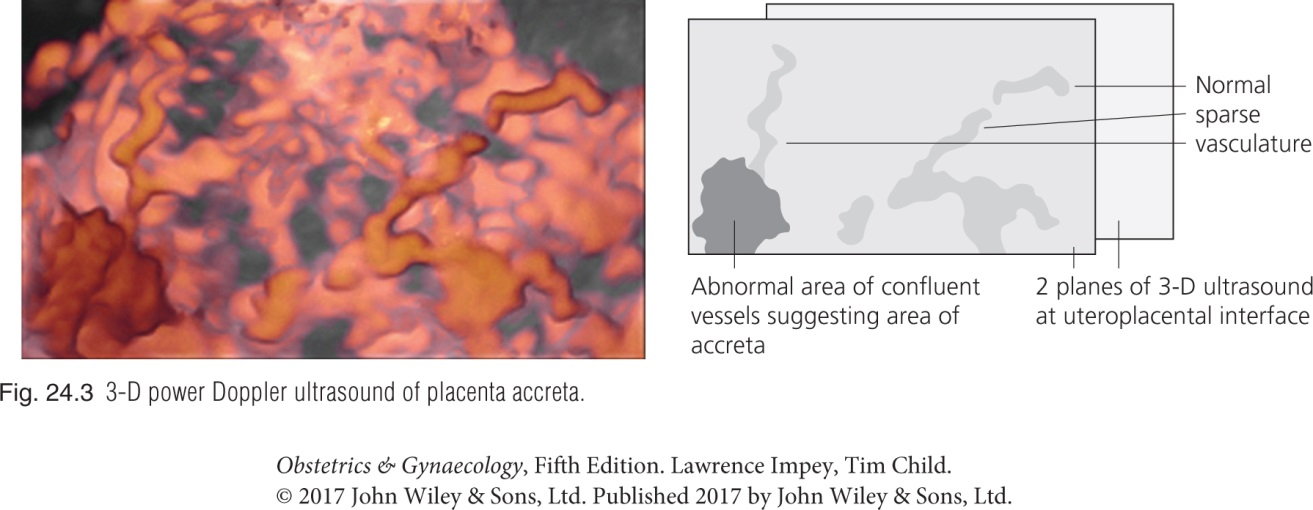 Normal
sparse
vasculature
Abnormal area of confluent
vessels suggesting area of
accreta
2 planes of 3-D ultrasound
at uteroplacental interface
Fig. 24.3 3-D power Doppler ultrasound of placenta accreta.
Obstetrics & Gynaecology, Fifth Edition. Lawrence Impey, Tim Child.
© 2017 John Wiley & Sons, Ltd. Published 2017 by John Wiley & Sons, Ltd.